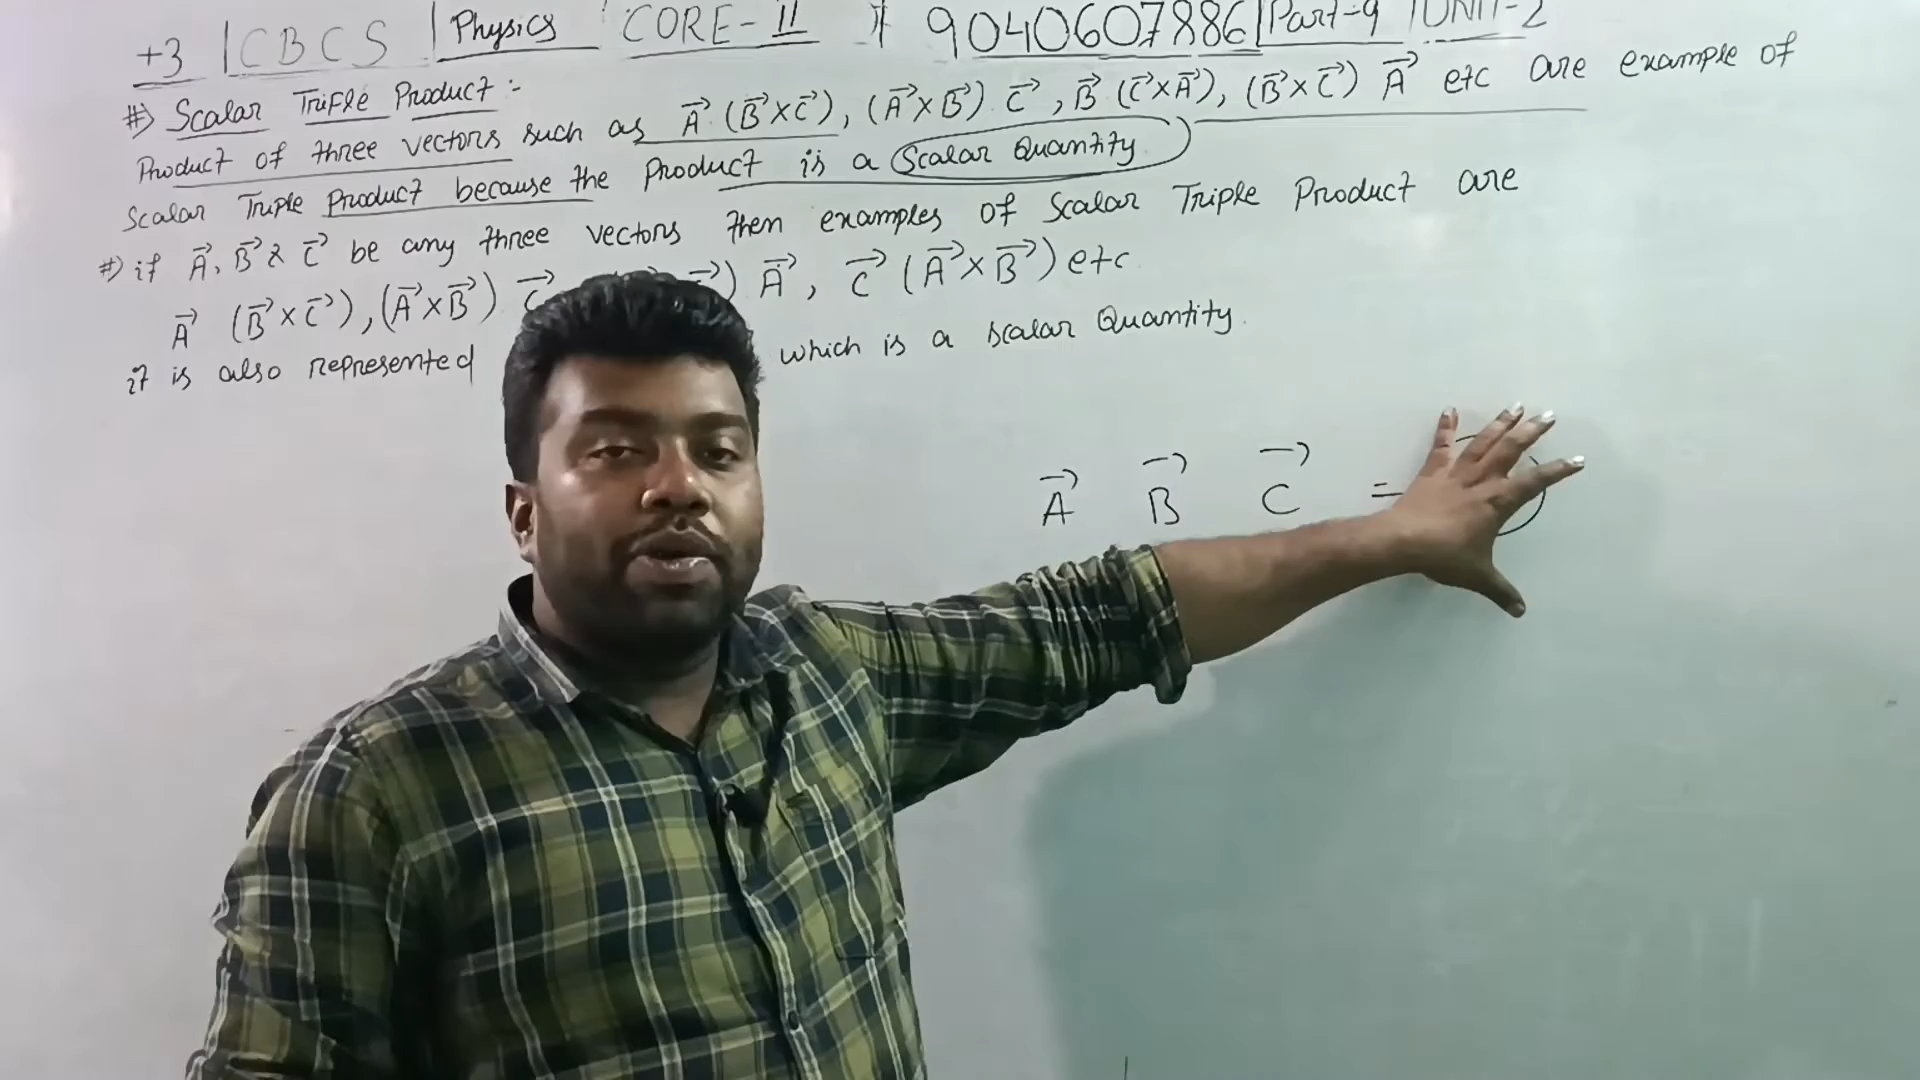 +3 | CBCS | Physics CORE-II # 9040607886 | Part-9 | UNIT-2
#) Scalar Trifle Product :-
Product of three vectors such as A⃗ (B⃗×C⃗), (A⃗×B⃗) C⃗, B⃗ (C⃗×A⃗), (B⃗×C⃗) A⃗ etc are example of
Scalar Triple Product because the Product is a Scalar Quantity
#) if A⃗, B⃗ & C⃗ be any three vectors then examples of Scalar Triple Product are
A⃗ (B⃗×C⃗), (A⃗×B⃗) C⃗ ) A⃗, C⃗ (A⃗×B⃗) etc
it is also represented which is a scalar Quantity.
A⃗ B⃗ C⃗ =